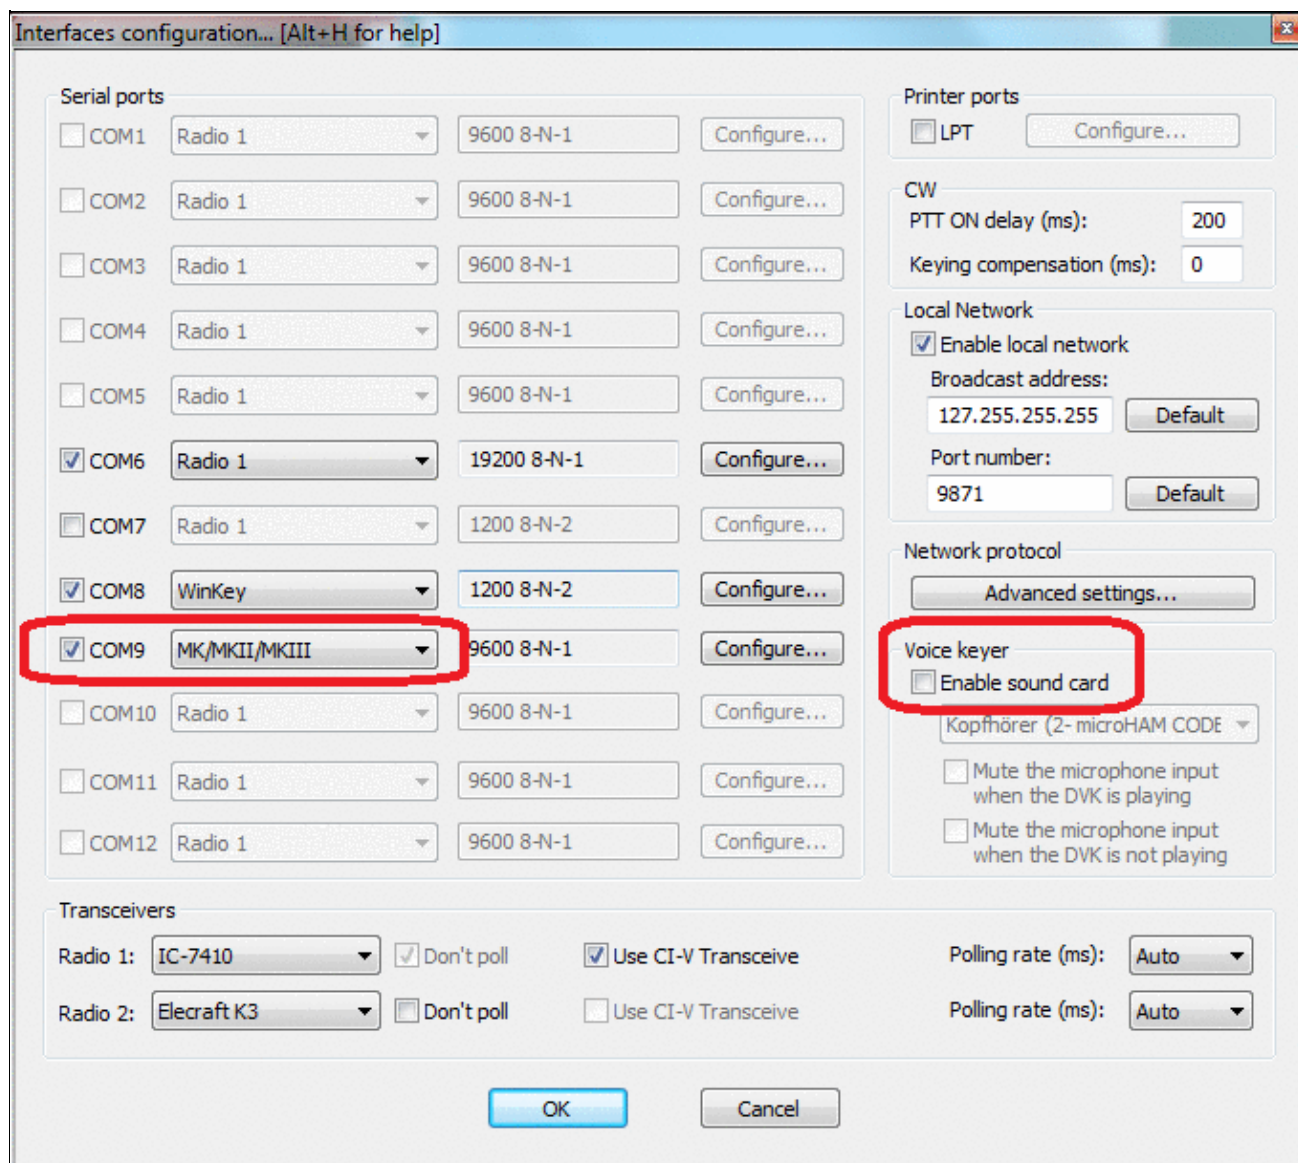 Interfaces configuration... [Alt+H for help]
Serial ports
COM1 Radio 1 9600 8-N-1 Configure...
COM2 Radio 1 9600 8-N-1 Configure...
COM3 Radio 1 9600 8-N-1 Configure...
COM4 Radio 1 9600 8-N-1 Configure...
COM5 Radio 1 9600 8-N-1 Configure...
COM6 Radio 1 19200 8-N-1 Configure...
COM7 Radio 1 1200 8-N-2 Configure...
COM8 WinKey 1200 8-N-2 Configure...
COM9 MK/MKII/MKIII 9600 8-N-1 Configure...
COM10 Radio 1 9600 8-N-1 Configure...
COM11 Radio 1 9600 8-N-1 Configure...
COM12 Radio 1 9600 8-N-1 Configure...
Printer ports
LPT Configure...
CW
PTT ON delay (ms): 200
Keying compensation (ms): 0
Local Network
Enable local network
Broadcast address:
127.255.255.255 Default
Port number:
9871 Default
Network protocol
Advanced settings...
Voice keyer
Enable sound card
Kopfhörer (2- microHAM CODE
Mute the microphone input
when the DVK is playing
Mute the microphone input
when the DVK is not playing
Transceivers
Radio 1: IC-7410 Don't poll Use CI-V Transceive Polling rate (ms): Auto
Radio 2: Elecraft K3 Don't poll Use CI-V Transceive Polling rate (ms): Auto
OK Cancel